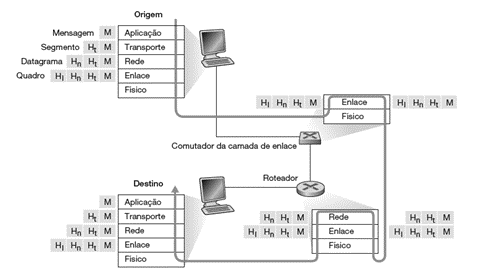 Origem
Mensagem M Aplicação
Segmento Ht M Transporte
Datagrama Hn Ht M Rede
Quadro Hl Hn Ht M Enlace
Físico
Hl Hn Ht M Enlace Hl Hn Ht M
Físico
Comutador da camada de enlace
Roteador
Destino
M Aplicação
Ht M Transporte
Hn Ht M Rede
Hl Hn Ht M Enlace
Físico
Hn Ht M Rede Hn Ht M
Hl Hn Ht M Enlace Hl Hn Ht M
Físico